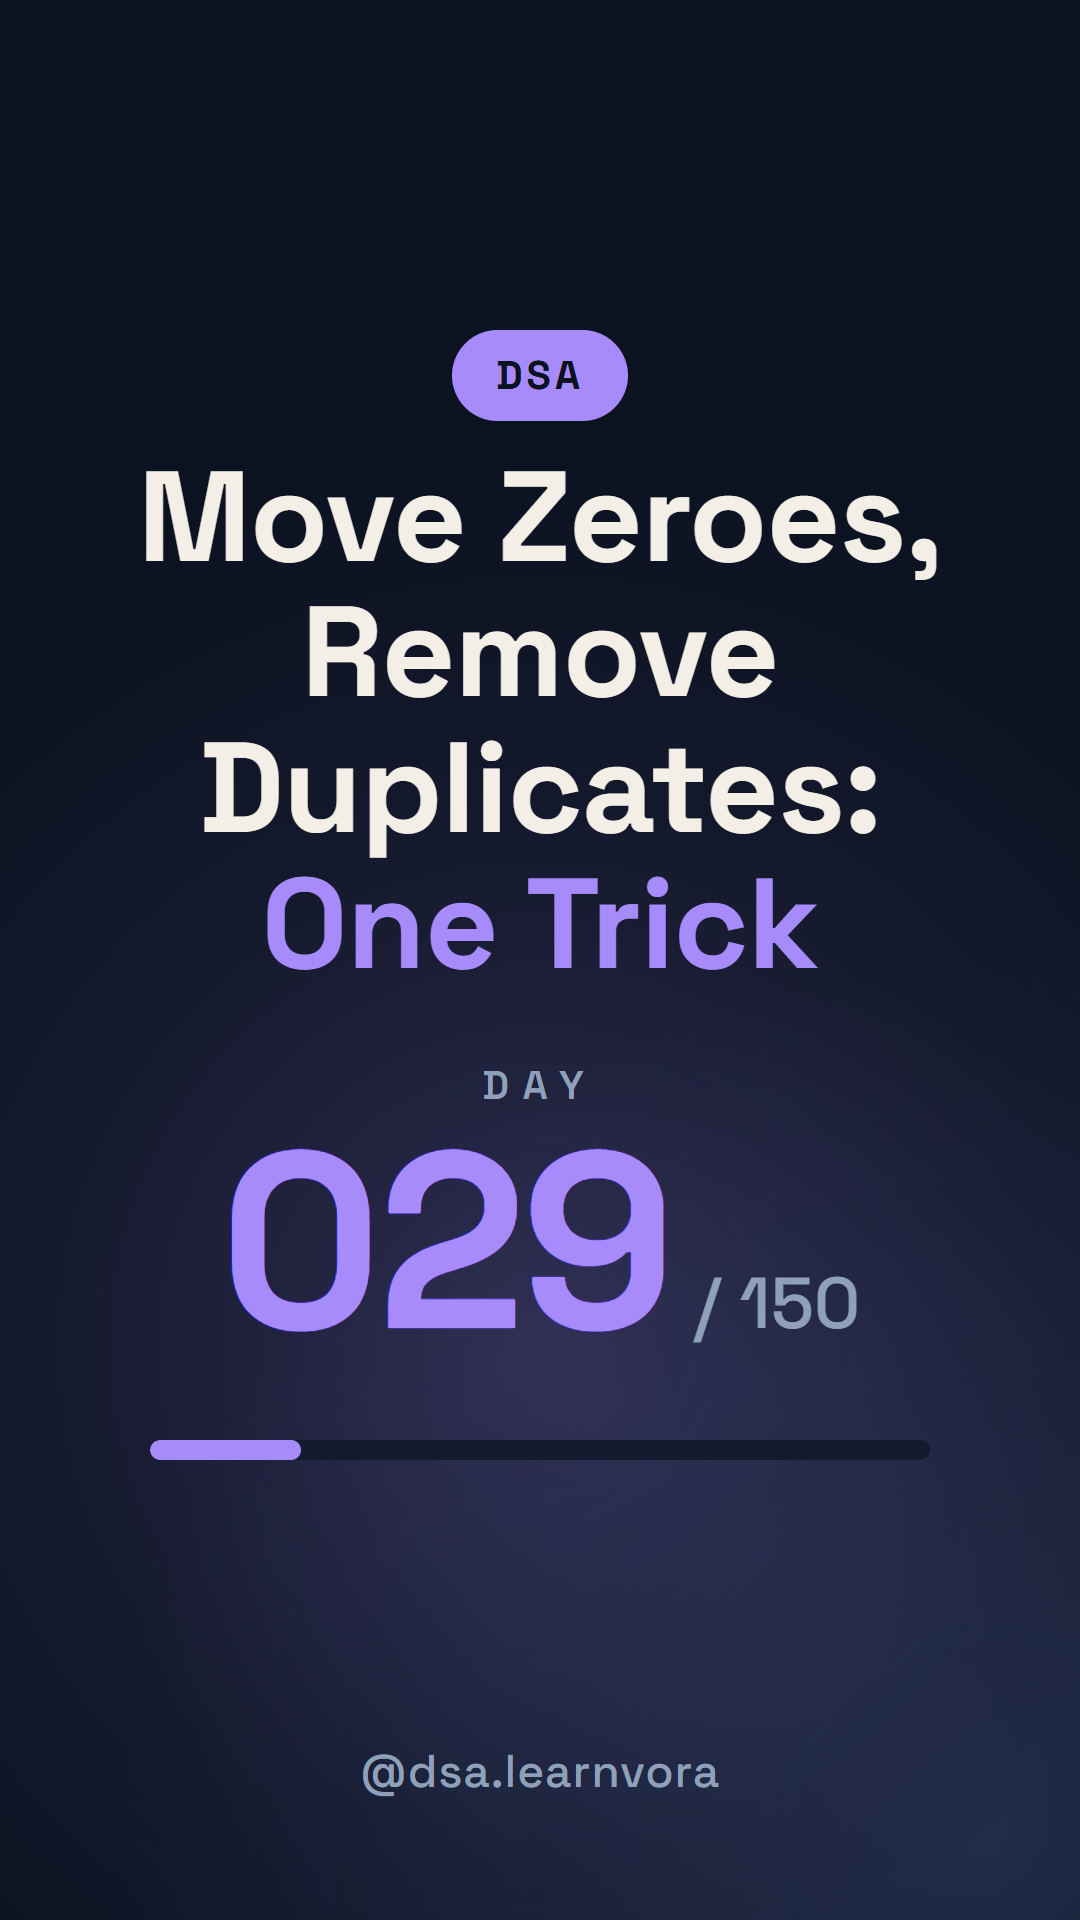 DSA
Move Zeroes,
Remove
Duplicates:
One Trick
DAY
029 / 150
@dsa.learnvora